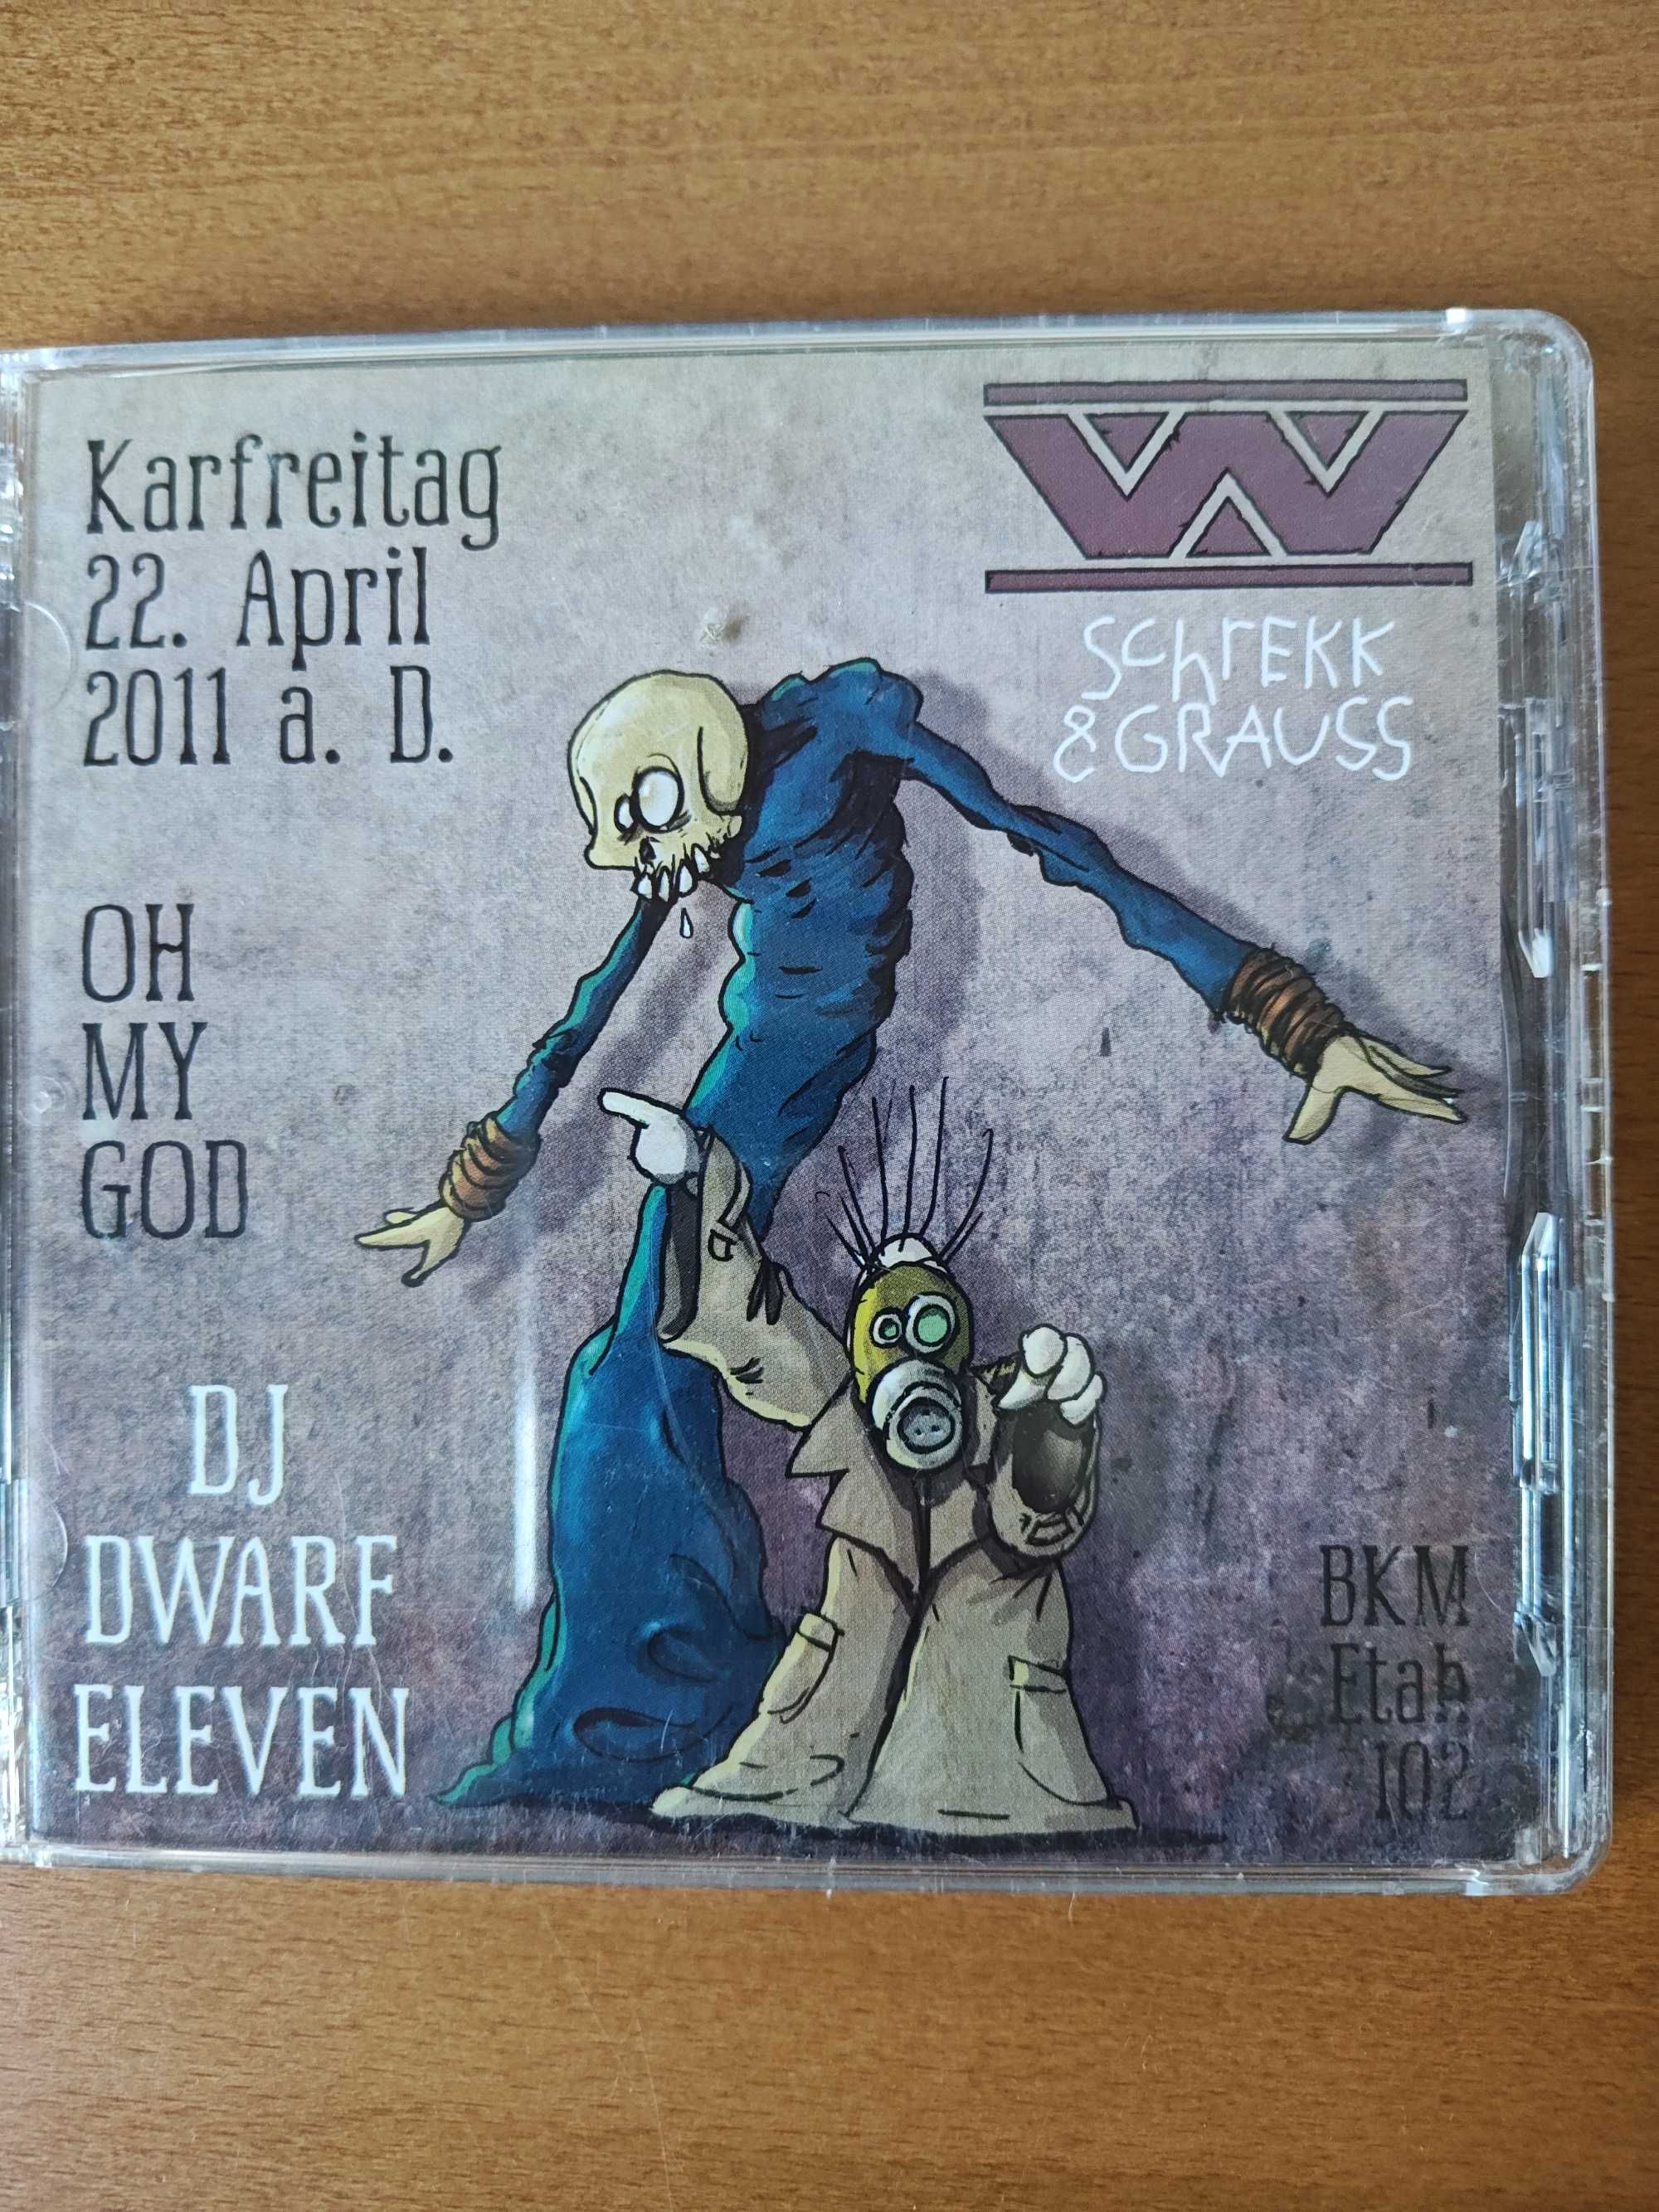 Karfreitag
22. April
2011 a. D.
W
SchrEKK
& GRAUSS
OH
MY
GOD
DJ
DWARF
ELEVEN
BKM
Etah
102